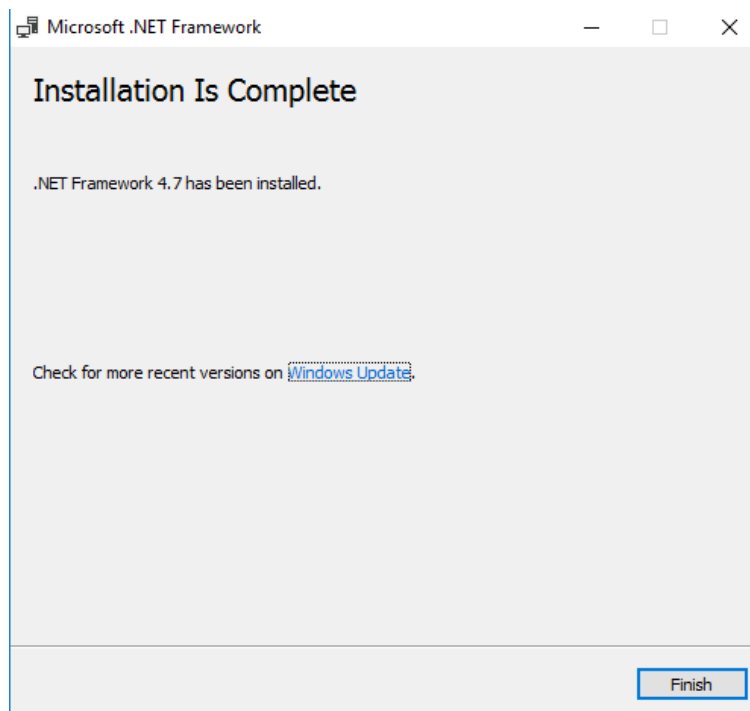 Microsoft .NET Framework
Installation Is Complete
.NET Framework 4.7 has been installed.
Check for more recent versions on Windows Update.
Finish